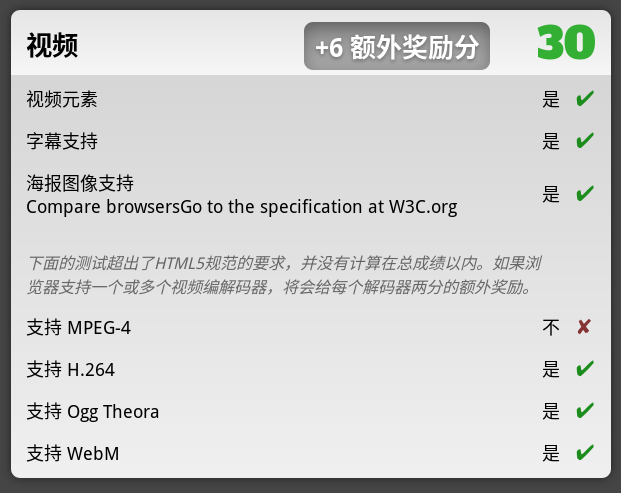 视频 +6 额外奖励分 30
视频元素 是 ✔
字幕支持 是 ✔
海报图像支持
Compare browsersGo to the specification at W3C.org 是 ✔
下面的测试超出了HTML5规范的要求，并没有计算在总成绩以内。如果浏
览器支持一个或多个视频编解码器，将会给每个解码器两分的额外奖励。
支持 MPEG-4 不 ✘
支持 H.264 是 ✔
支持 Ogg Theora 是 ✔
支持 WebM 是 ✔